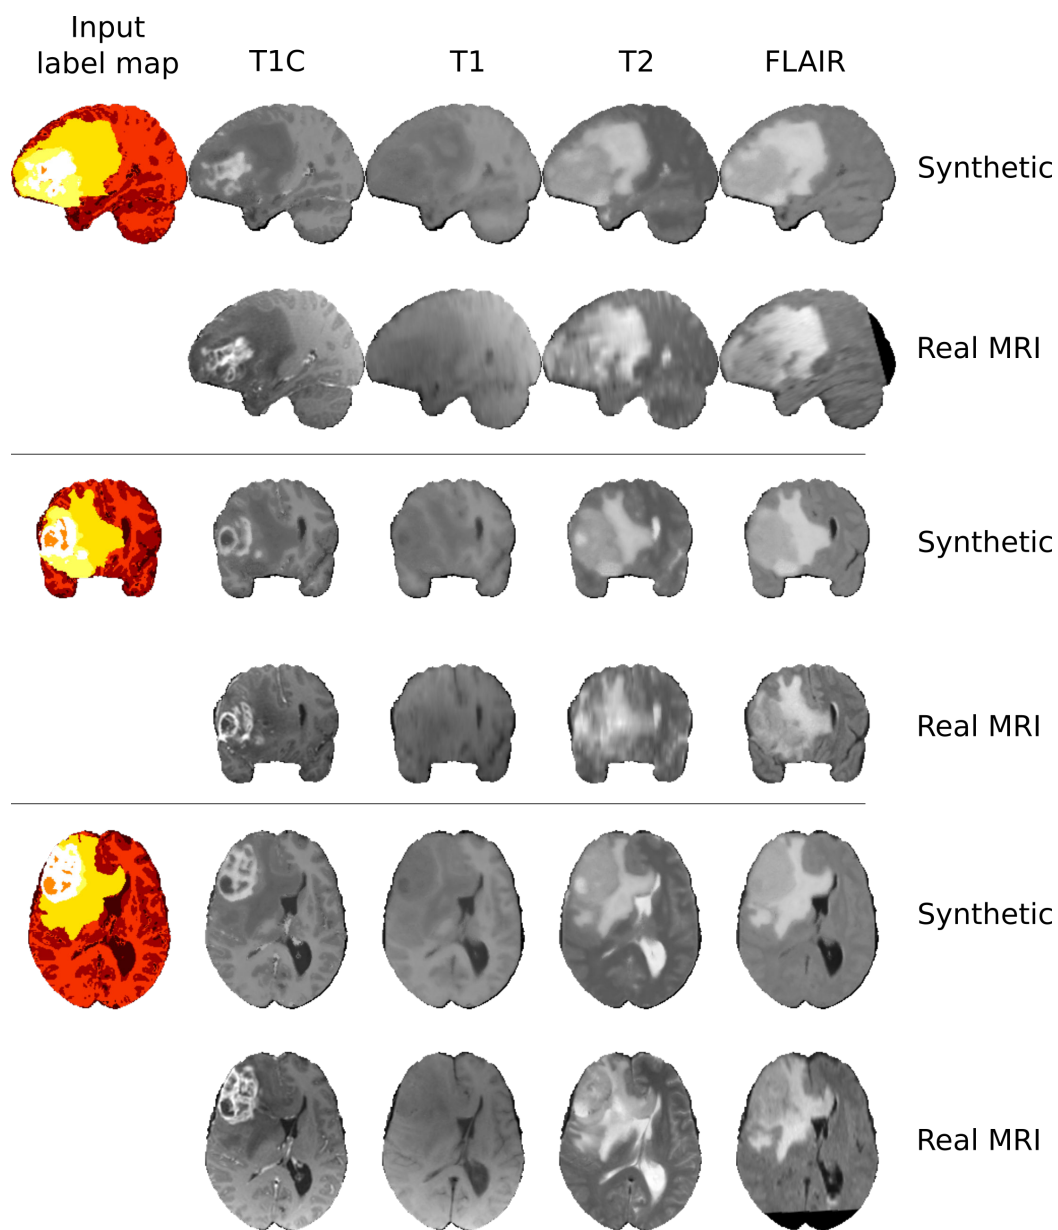 Input
label map
T1C
T1
T2
FLAIR
Synthetic
Real MRI
Synthetic
Real MRI
Synthetic
Real MRI